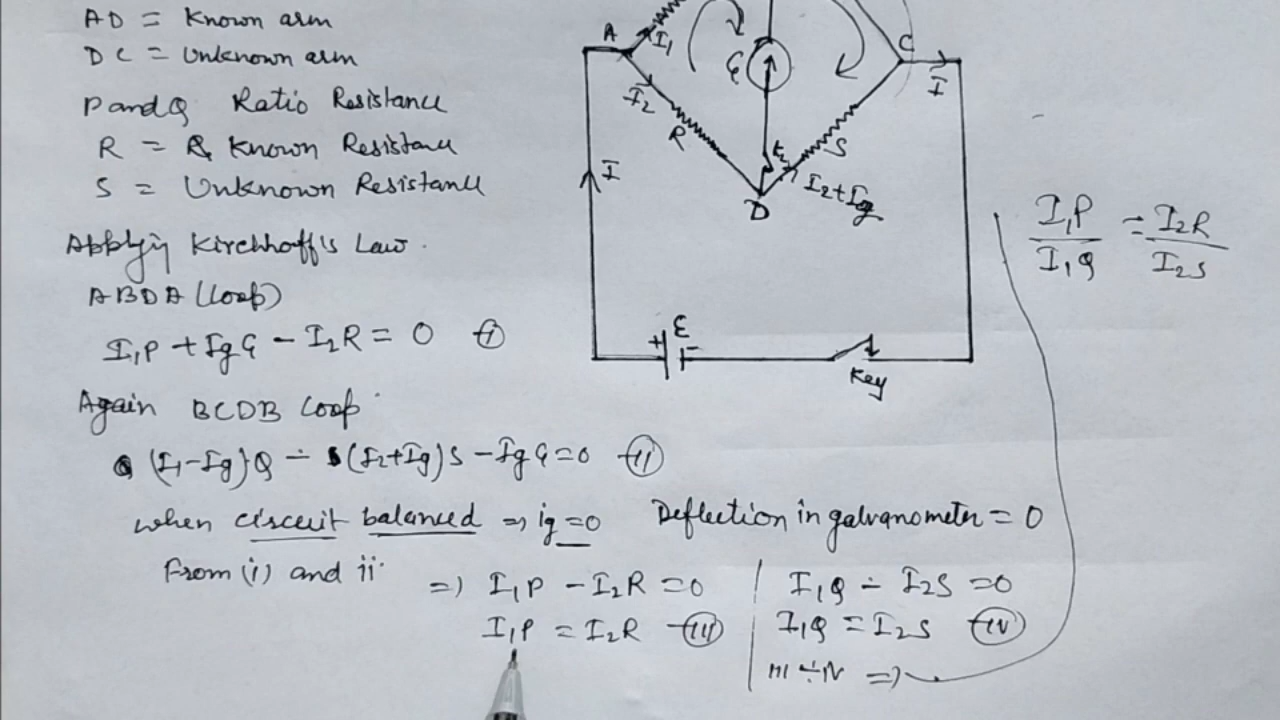 AD = Known arm
DC = Unknown arm
P and Q Ratio Resistance
R = Known Resistance
S = Unknown Resistance
Applying Kirchhoff's Law.
ABDA (loop)
I₁P + IgG - I₂R = 0 (I)
Again BCDB loop
(I₁-Ig)Q - (I₂+Ig)S - IgG = 0 (II)
when circuit balanced ⇒ ig = 0 Deflection in galvanometer = 0
from (i) and ii
⇒) I₁P - I₂R = 0
I₁P = I₂R (III)
I₁Q - I₂S = 0
I₁Q = I₂S (IV)
III ÷ IV ⇒)
I₁P / I₁Q = I₂R / I₂S
A
I₁
G
C
I
I₂
R
S
K₂
I₂+Ig
D
I
+ E -
Key